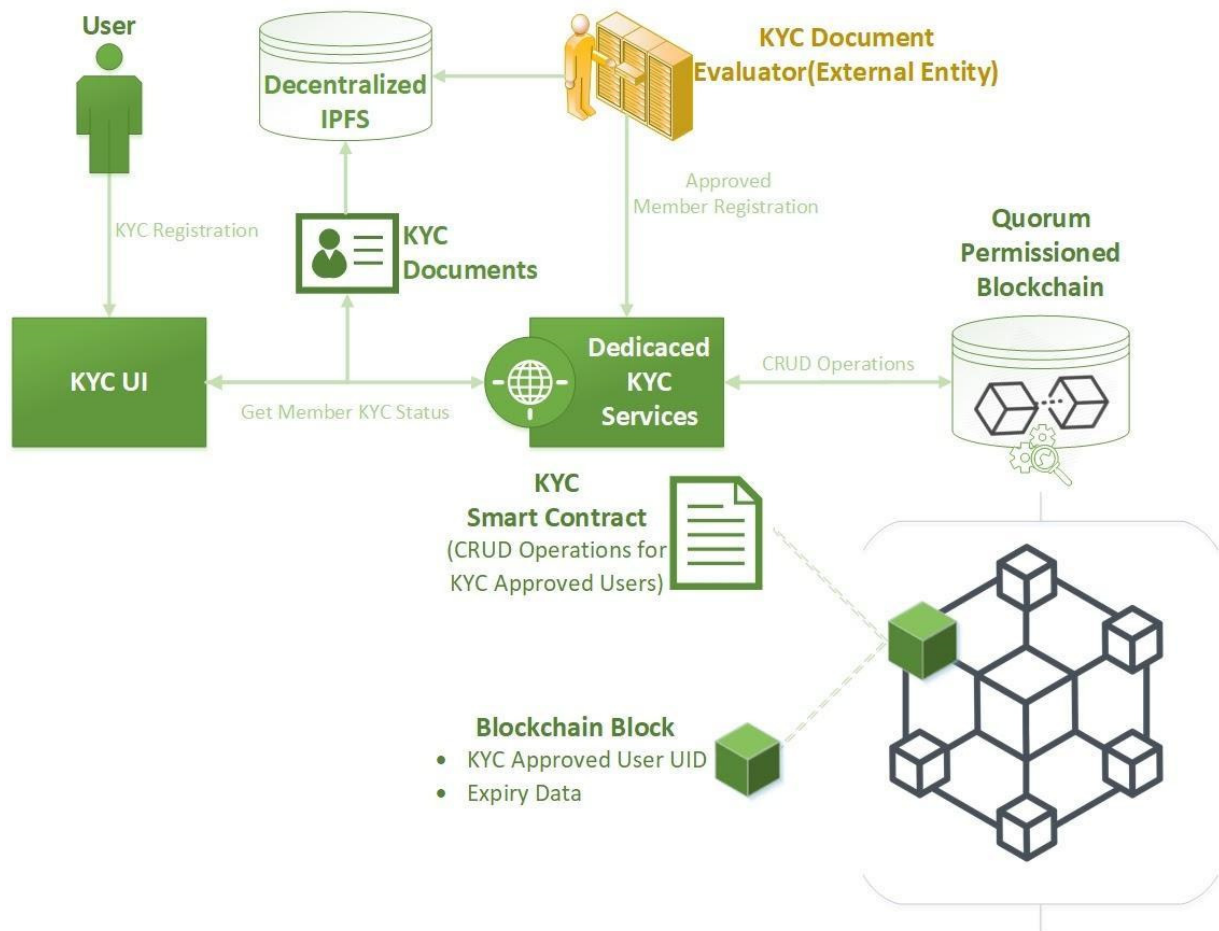 User
Decentralized
IPFS
KYC Document
Evaluator(External Entity)
KYC Registration
KYC
Documents
Approved
Member Registration
Quorum
Permissioned
Blockchain
KYC UI
Get Member KYC Status
Dedicaced
KYC
Services
CRUD Operations
KYC
Smart Contract
(CRUD Operations for
KYC Approved Users)
Blockchain Block
• KYC Approved User UID
• Expiry Data